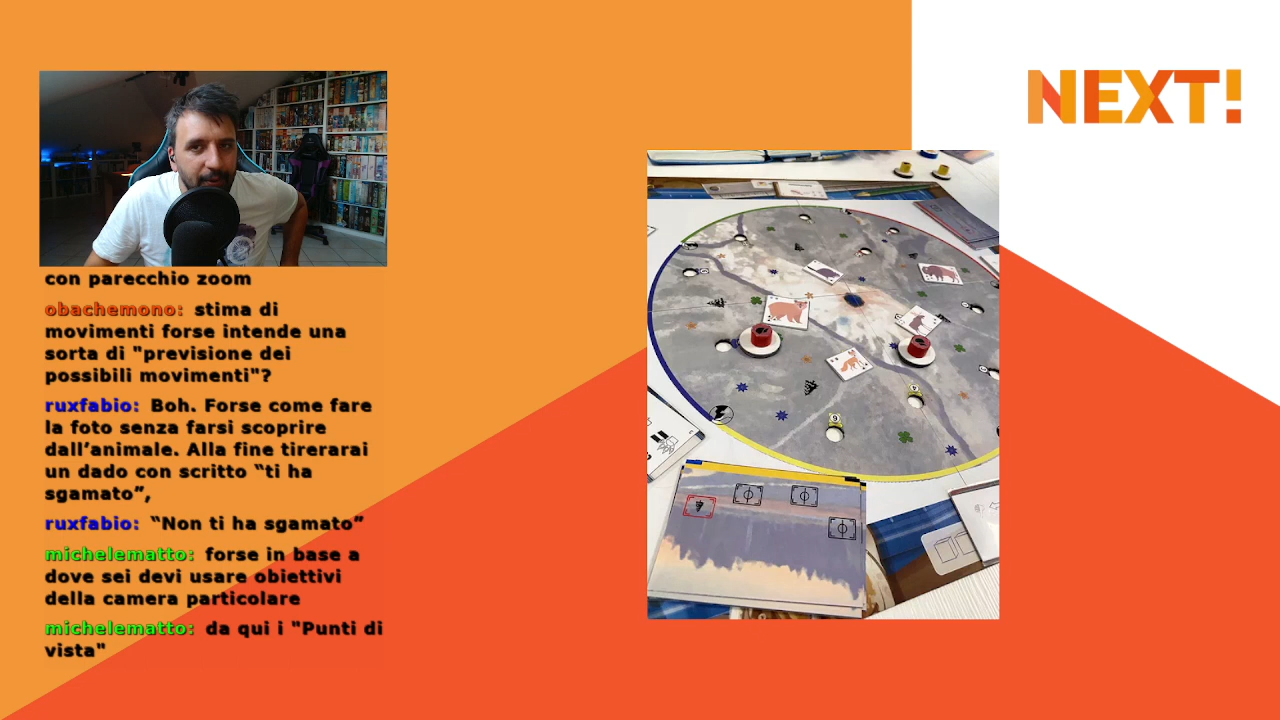 NEXT!
con parecchio zoom
obachemono: stima di
movimenti forse intende una
sorta di "previsione dei
possibili movimenti"?
ruxfabio: Boh. Forse come fare
la foto senza farsi scoprire
dall’animale. Alla fine tirerarai
un dado con scritto “ti ha
sgamato”,
ruxfabio: “Non ti ha sgamato”
michelematto: forse in base a
dove sei devi usare obiettivi
della camera particolare
michelematto: da qui i "Punti di
vista"